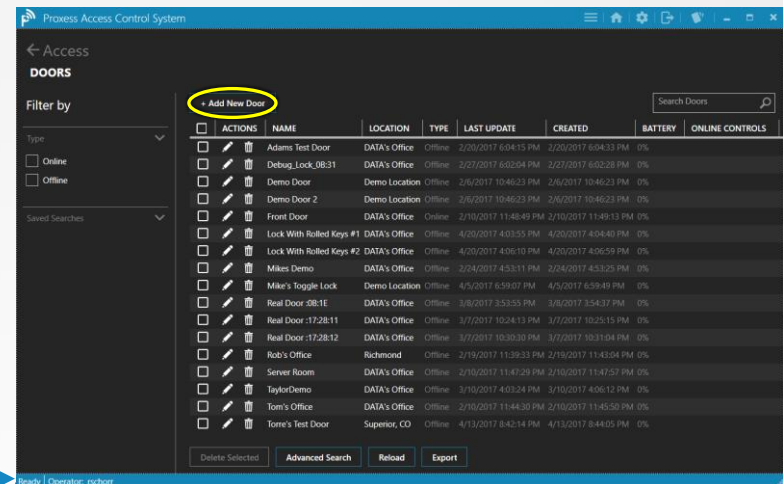 Proxess Access Control System
Access
DOORS
Filter by
+ Add New Door
Search Doors
Type
Online
Offline
Saved Searches
ACTIONS NAME LOCATION TYPE LAST UPDATE CREATED BATTERY ONLINE CONTROLS
Adams Test Door DATA's Office Offline 2/20/2017 6:04:15 PM 2/20/2017 6:04:33 PM 0%
Debug_Lock_0B:31 DATA's Office Offline 2/27/2017 6:02:04 PM 2/27/2017 6:02:28 PM 0%
Demo Door Demo Location Offline 2/6/2017 10:46:23 PM 2/6/2017 10:46:23 PM 0%
Demo Door 2 Demo Location Offline 2/6/2017 10:46:23 PM 2/6/2017 10:46:23 PM 0%
Front Door DATA's Office Online 2/10/2017 11:48:49 PM 2/10/2017 11:49:13 PM 0%
Lock With Rolled Keys #1 DATA's Office Offline 4/20/2017 4:03:55 PM 4/20/2017 4:04:40 PM 0%
Lock With Rolled Keys #2 DATA's Office Offline 4/20/2017 4:06:10 PM 4/20/2017 4:06:59 PM 0%
Mikes Demo DATA's Office Offline 2/24/2017 4:53:11 PM 2/24/2017 4:53:25 PM 0%
Mike's Toggle Lock Demo Location Offline 4/5/2017 6:59:07 PM 4/5/2017 6:59:49 PM 0%
Real Door :0B:1E DATA's Office Offline 3/8/2017 3:53:55 PM 3/8/2017 3:54:37 PM 0%
Real Door :17:28:11 DATA's Office Offline 3/7/2017 10:24:13 PM 3/7/2017 10:25:15 PM 0%
Real Door :17:28:12 DATA's Office Offline 3/7/2017 10:30:30 PM 3/7/2017 10:31:04 PM 0%
Rob's Office Richmond Offline 2/19/2017 11:39:33 PM 2/19/2017 11:43:04 PM 0%
Server Room DATA's Office Offline 2/10/2017 11:47:29 PM 2/10/2017 11:47:57 PM 0%
TaylorDemo DATA's Office Offline 3/10/2017 4:03:24 PM 3/10/2017 4:06:12 PM 0%
Tom's Office DATA's Office Offline 2/10/2017 11:44:30 PM 2/10/2017 11:45:50 PM 0%
Torre's Test Door Superior, CO Offline 4/13/2017 8:42:14 PM 4/13/2017 8:44:05 PM 0%
Delete Selected Advanced Search Reload Export
Ready Operator: rschorr